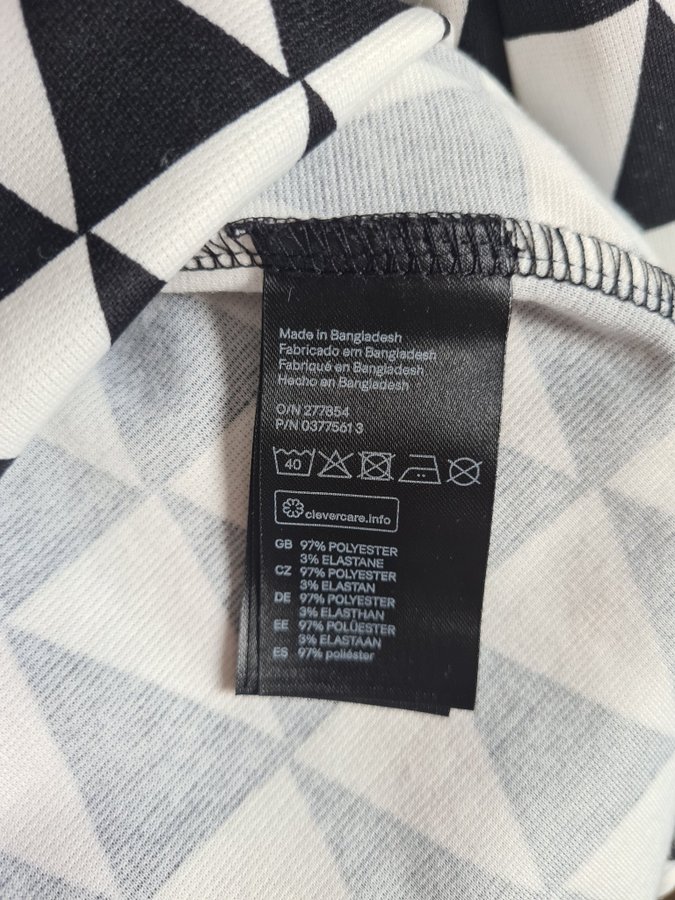 Made in Bangladesh
Fabricado em Bangladesh
Fabriqué en Bangladesh
Hecho en Bangladesh
O/N 277854
P/N 0377561 3
40
clevercare.info
GB 97% POLYESTER
3% ELASTANE
CZ 97% POLYESTER
3% ELASTAN
DE 97% POLYESTER
3% ELASTHAN
EE 97% POLÜESTER
3% ELASTAAN
ES 97% poliéster